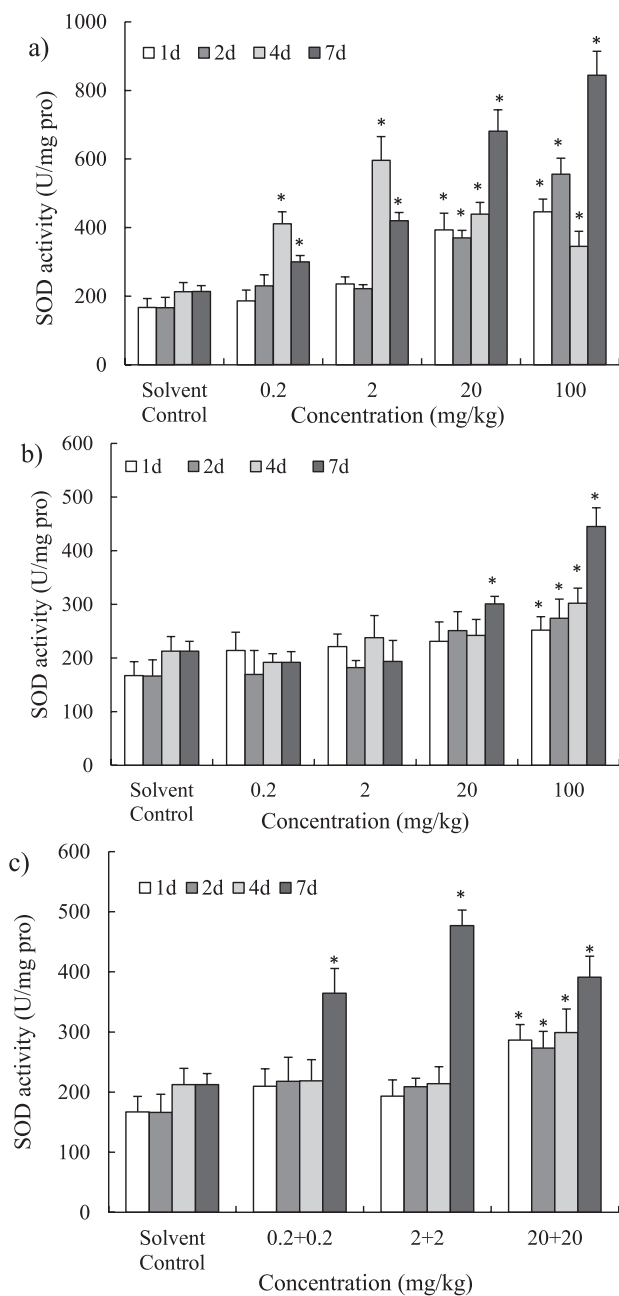 a)
1d 2d 4d 7d
SOD activity (U/mg pro)
1000
800
600
400
200
0
* * * * * * * * * * * *
Solvent Control 0.2 2 20 100
Concentration (mg/kg)
b)
1d 2d 4d 7d
SOD activity (U/mg pro)
600
500
400
300
200
100
0
* * * * *
Solvent Control 0.2 2 20 100
Concentration (mg/kg)
c)
1d 2d 4d 7d
SOD activity (U/mg pro)
600
500
400
300
200
100
0
* * * * * *
Solvent Control 0.2+0.2 2+2 20+20
Concentration (mg/kg)